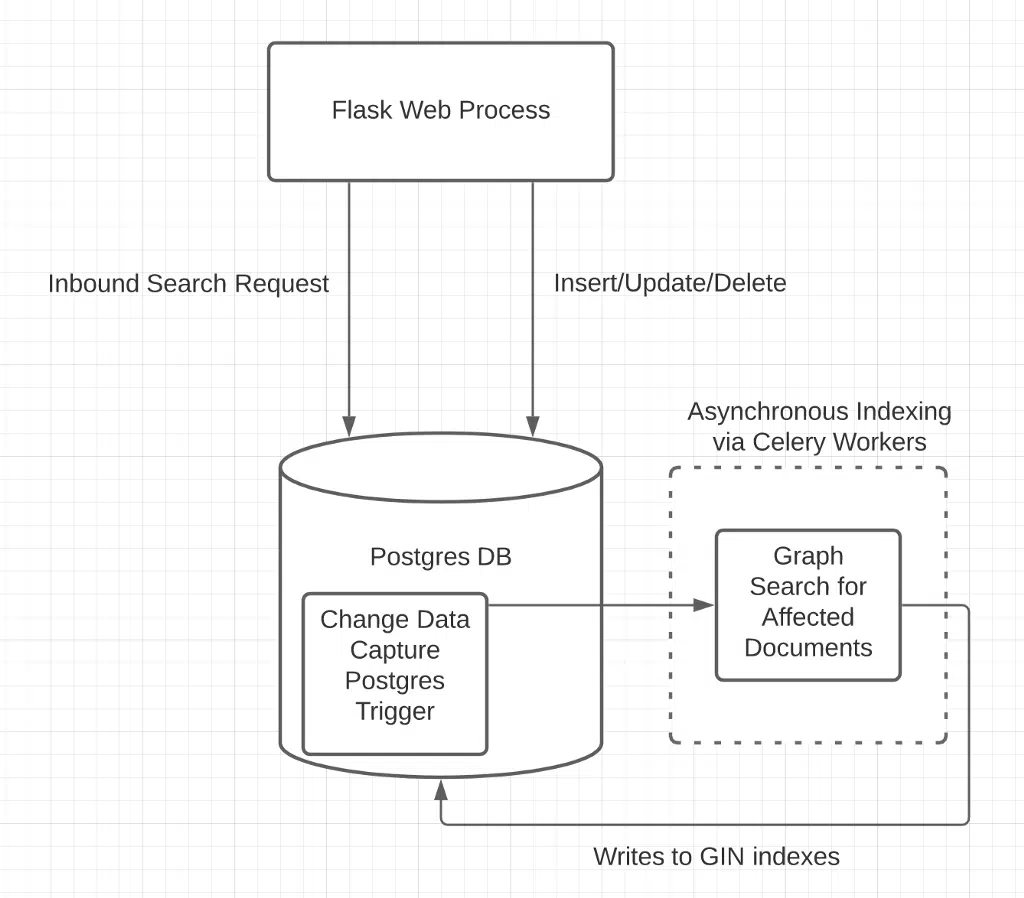 Flask Web Process
Inbound Search Request
Insert/Update/Delete
Asynchronous Indexing
via Celery Workers
Postgres DB
Change Data
Capture
Postgres
Trigger
Graph
Search for
Affected
Documents
Writes to GIN indexes